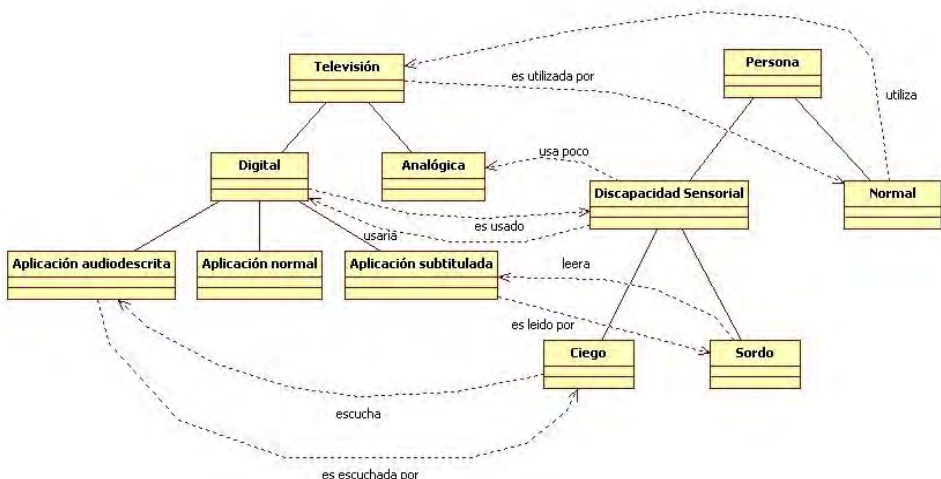 Televisión
Persona
es utilizada por
utiliza
Digital
Analógica
usa poco
Discapacidad Sensorial
Normal
usaria
es usado
Aplicación audiodescrita
Aplicación normal
Aplicación subtitulada
leera
es leido por
Ciego
Sordo
escucha
es escuchada por